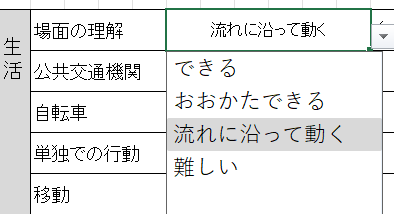 生活
場面の理解
流れに沿って動く
できる
おおかたできる
流れに沿って動く
難しい
公共交通機関
自転車
単独での行動
移動